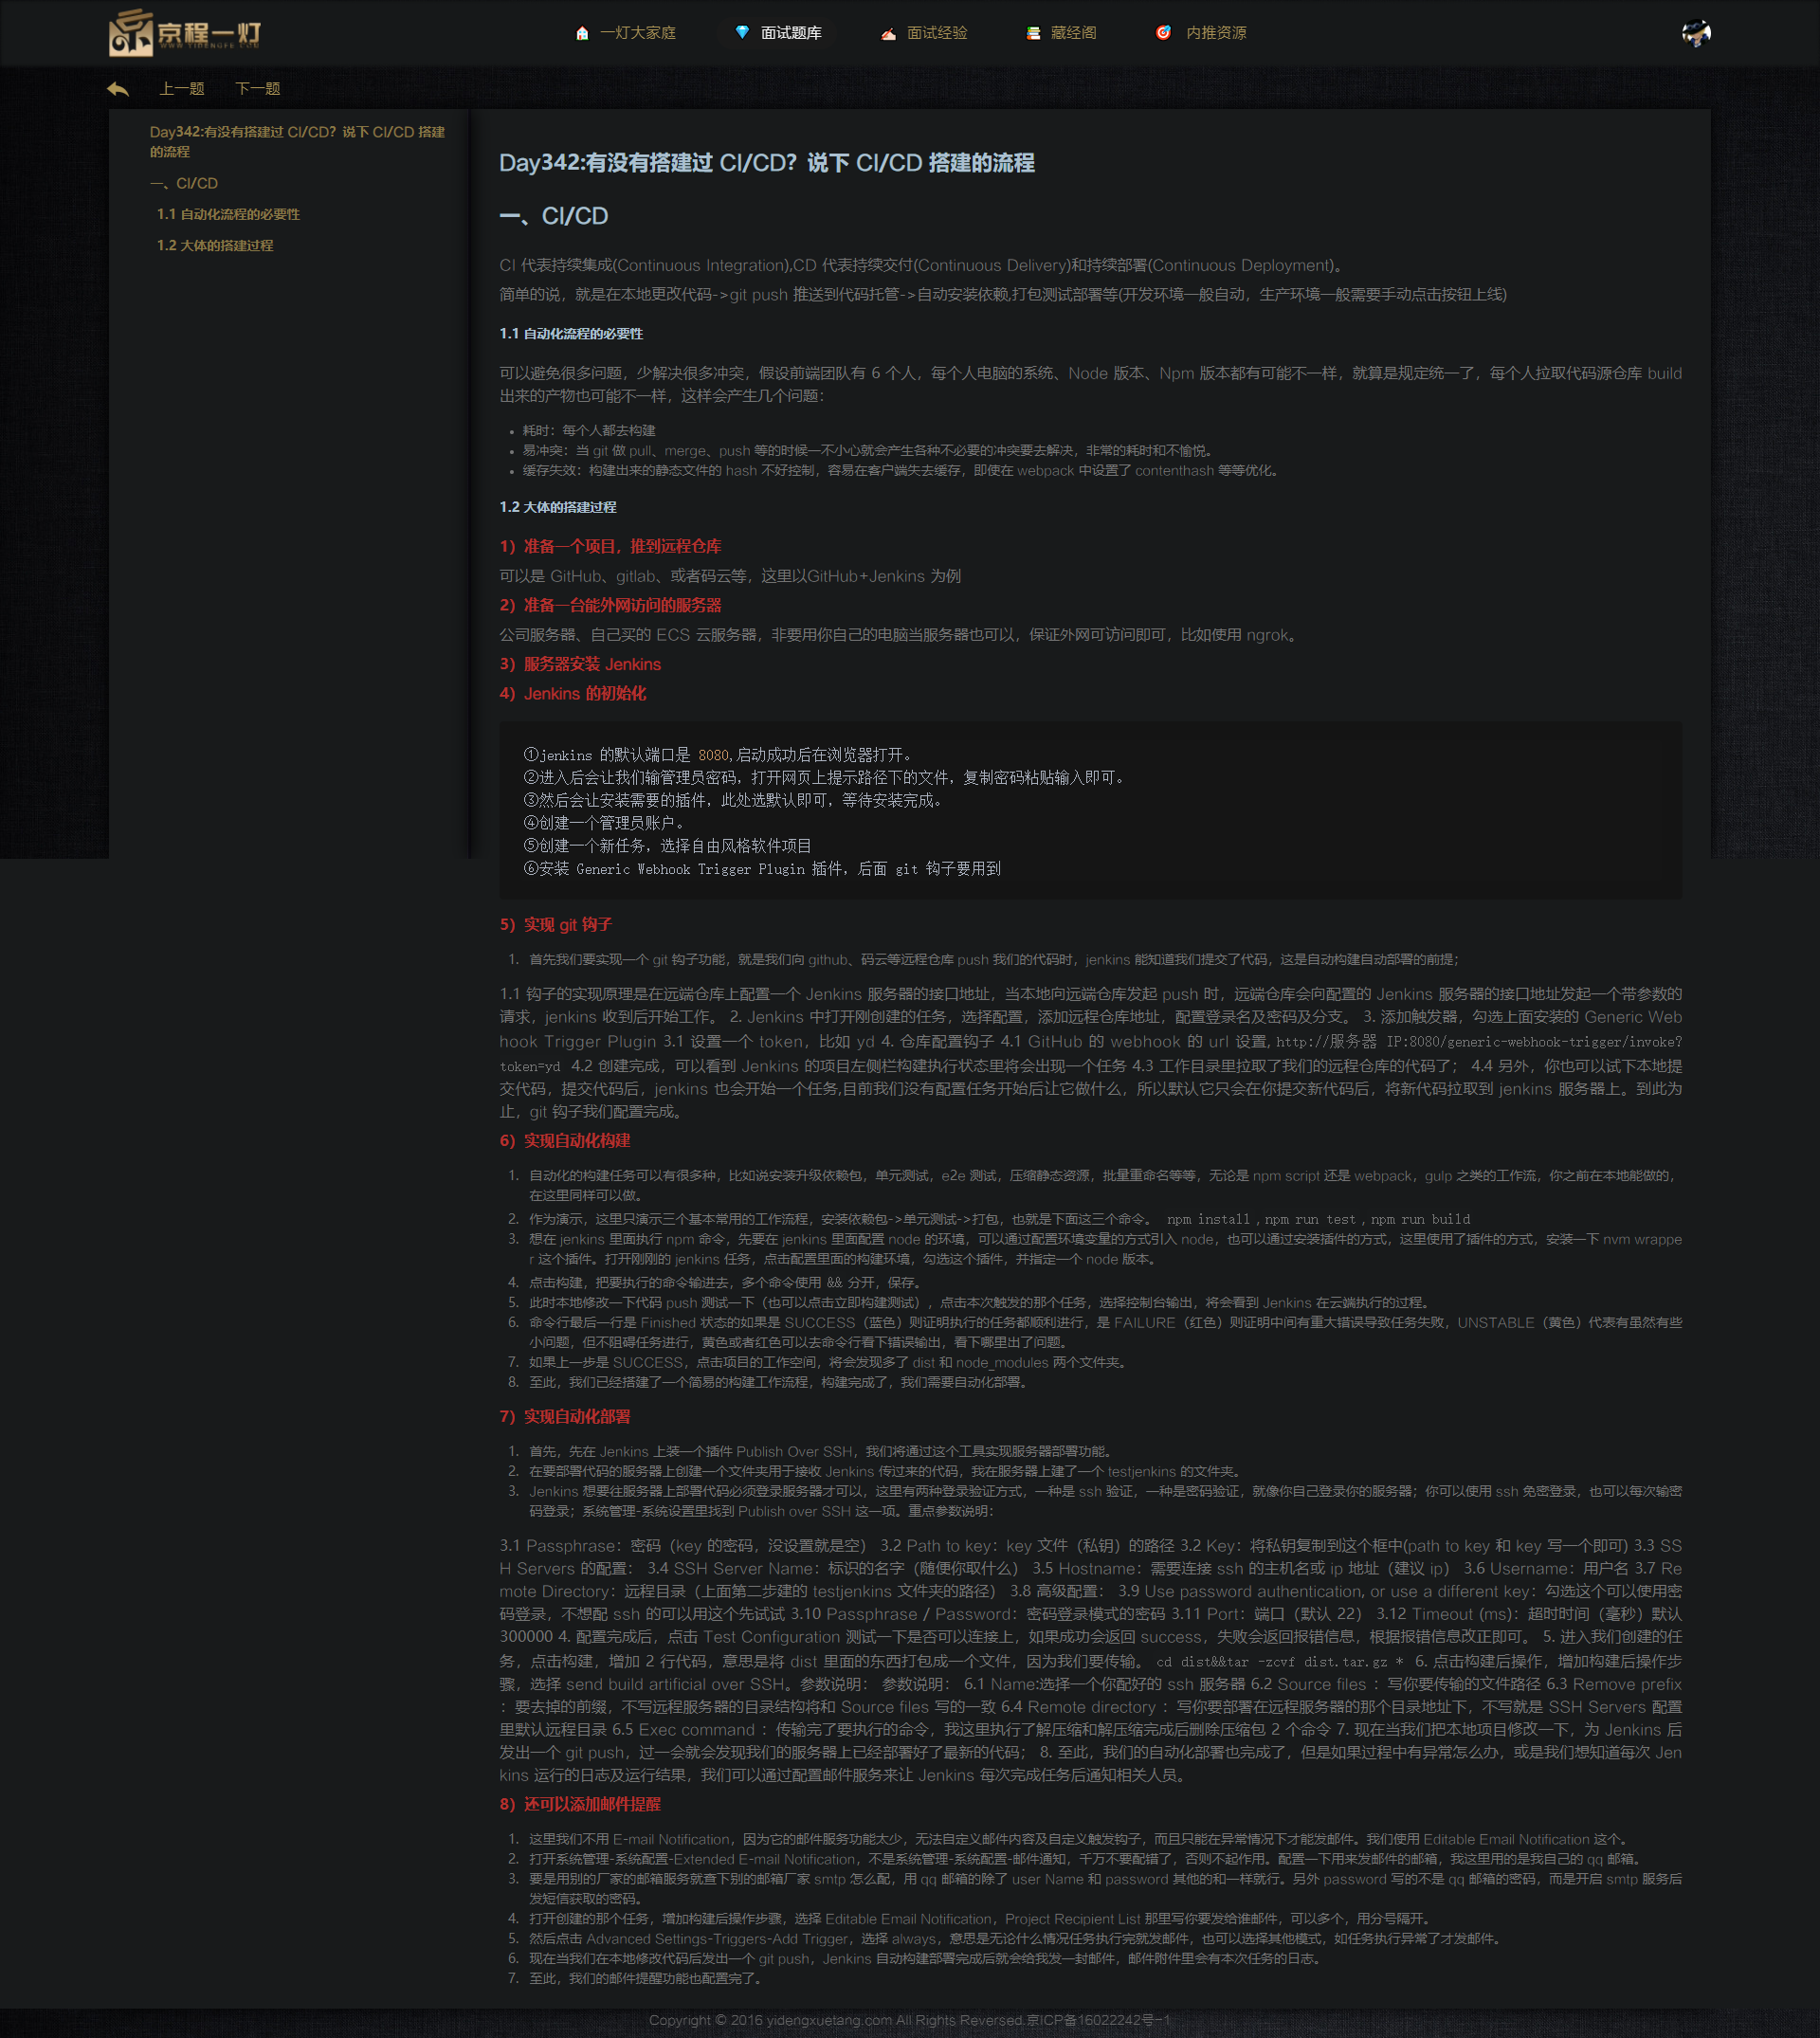 京程一灯
WWW.YIDENGFE.COM
一灯大家庭
面试题库
面试经验
藏经阁
内推资源
上一题
下一题
Day342:有没有搭建过 CI/CD？说下 CI/CD 搭建
的流程
一、CI/CD
1.1 自动化流程的必要性
1.2 大体的搭建过程
Day342:有没有搭建过 CI/CD？说下 CI/CD 搭建的流程
一、CI/CD
CI 代表持续集成(Continuous Integration),CD 代表持续交付(Continuous Delivery)和持续部署(Continuous Deployment)。
简单的说，就是在本地更改代码->git push 推送到代码托管->自动安装依赖,打包测试部署等(开发环境一般自动，生产环境一般需要手动点击按钮上线)
1.1 自动化流程的必要性
可以避免很多问题，少解决很多冲突，假设前端团队有 6 个人，每个人电脑的系统、Node 版本、Npm 版本都有可能不一样，就算是规定统一了，每个人拉取代码源仓库 build
出来的产物也可能不一样，这样会产生几个问题：
• 耗时：每个人都去构建
• 易冲突：当 git 做 pull、merge、push 等的时候一不小心就会产生各种不必要的冲突要去解决，非常的耗时和不愉悦。
• 缓存失效：构建出来的静态文件的 hash 不好控制，容易在客户端失去缓存，即使在 webpack 中设置了 contenthash 等等优化。
1.2 大体的搭建过程
1）准备一个项目，推到远程仓库
可以是 GitHub、gitlab、或者码云等，这里以GitHub+Jenkins 为例
2）准备一台能外网访问的服务器
公司服务器、自己买的 ECS 云服务器，非要用你自己的电脑当服务器也可以，保证外网可访问即可，比如使用 ngrok。
3）服务器安装 Jenkins
4）Jenkins 的初始化
①jenkins 的默认端口是 8080,启动成功后在浏览器打开。
②进入后会让我们输管理员密码，打开网页上提示路径下的文件，复制密码粘贴输入即可。
③然后会让安装需要的插件，此处选默认即可，等待安装完成。
④创建一个管理员账户。
⑤创建一个新任务，选择自由风格软件项目
⑥安装 Generic Webhook Trigger Plugin 插件，后面 git 钩子要用到
5）实现 git 钩子
1. 首先我们要实现一个 git 钩子功能，就是我们向 github、码云等远程仓库 push 我们的代码时，jenkins 能知道我们提交了代码，这是自动构建自动部署的前提；
1.1 钩子的实现原理是在远端仓库上配置一个 Jenkins 服务器的接口地址，当本地向远端仓库发起 push 时，远端仓库会向配置的 Jenkins 服务器的接口地址发起一个带参数的
请求，jenkins 收到后开始工作。 2. Jenkins 中打开刚创建的任务，选择配置，添加远程仓库地址，配置登录名及密码及分支。 3. 添加触发器，勾选上面安装的 Generic Web
hook Trigger Plugin 3.1 设置一个 token，比如 yd 4. 仓库配置钩子 4.1 GitHub 的 webhook 的 url 设置, http://服务器 IP:8080/generic-webhook-trigger/invoke?
token=yd 4.2 创建完成，可以看到 Jenkins 的项目左侧栏构建执行状态里将会出现一个任务 4.3 工作目录里拉取了我们的远程仓库的代码了； 4.4 另外，你也可以试下本地提
交代码，提交代码后，jenkins 也会开始一个任务,目前我们没有配置任务开始后让它做什么，所以默认它只会在你提交新代码后，将新代码拉取到 jenkins 服务器上。到此为
止，git 钩子我们配置完成。
6）实现自动化构建
1. 自动化的构建任务可以有很多种，比如说安装升级依赖包，单元测试，e2e 测试，压缩静态资源，批量重命名等等，无论是 npm script 还是 webpack，gulp 之类的工作流，你之前在本地能做的，
在这里同样可以做。
2. 作为演示，这里只演示三个基本常用的工作流程，安装依赖包->单元测试->打包，也就是下面这三个命令。 npm install , npm run test , npm run build
3. 想在 jenkins 里面执行 npm 命令，先要在 jenkins 里面配置 node 的环境，可以通过配置环境变量的方式引入 node，也可以通过安装插件的方式，这里使用了插件的方式，安装一下 nvm wrappe
r 这个插件。打开刚刚的 jenkins 任务，点击配置里面的构建环境，勾选这个插件，并指定一个 node 版本。
4. 点击构建，把要执行的命令输进去，多个命令使用 && 分开，保存。
5. 此时本地修改一下代码 push 测试一下（也可以点击立即构建测试），点击本次触发的那个任务，选择控制台输出，将会看到 Jenkins 在云端执行的过程。
6. 命令行最后一行是 Finished 状态的如果是 SUCCESS（蓝色）则证明执行的任务都顺利进行，是 FAILURE（红色）则证明中间有重大错误导致任务失败，UNSTABLE（黄色）代表有虽然有些
小问题，但不阻碍任务进行，黄色或者红色可以去命令行看下错误输出，看下哪里出了问题。
7. 如果上一步是 SUCCESS，点击项目的工作空间，将会发现多了 dist 和 node_modules 两个文件夹。
8. 至此，我们已经搭建了一个简易的构建工作流程，构建完成了，我们需要自动化部署。
7）实现自动化部署
1. 首先，先在 Jenkins 上装一个插件 Publish Over SSH，我们将通过这个工具实现服务器部署功能。
2. 在要部署代码的服务器上创建一个文件夹用于接收 Jenkins 传过来的代码，我在服务器上建了一个 testjenkins 的文件夹。
3. Jenkins 想要往服务器上部署代码必须登录服务器才可以，这里有两种登录验证方式，一种是 ssh 验证，一种是密码验证，就像你自己登录你的服务器；你可以使用 ssh 免密登录，也可以每次输密
码登录；系统管理-系统设置里找到 Publish over SSH 这一项。重点参数说明：
3.1 Passphrase：密码（key 的密码，没设置就是空） 3.2 Path to key：key 文件（私钥）的路径 3.2 Key：将私钥复制到这个框中(path to key 和 key 写一个即可) 3.3 SS
H Servers 的配置： 3.4 SSH Server Name：标识的名字（随便你取什么） 3.5 Hostname：需要连接 ssh 的主机名或 ip 地址（建议 ip） 3.6 Username：用户名 3.7 Re
mote Directory：远程目录（上面第二步建的 testjenkins 文件夹的路径） 3.8 高级配置： 3.9 Use password authentication, or use a different key：勾选这个可以使用密
码登录，不想配 ssh 的可以用这个先试试 3.10 Passphrase / Password：密码登录模式的密码 3.11 Port：端口（默认 22） 3.12 Timeout (ms)：超时时间（毫秒）默认
300000 4. 配置完成后，点击 Test Configuration 测试一下是否可以连接上，如果成功会返回 success，失败会返回报错信息，根据报错信息改正即可。 5. 进入我们创建的任
务，点击构建，增加 2 行代码，意思是将 dist 里面的东西打包成一个文件，因为我们要传输。 cd dist&&tar -zcvf dist.tar.gz * 6. 点击构建后操作，增加构建后操作步
骤，选择 send build artificial over SSH。参数说明： 参数说明： 6.1 Name:选择一个你配好的 ssh 服务器 6.2 Source files ：写你要传输的文件路径 6.3 Remove prefix
：要去掉的前缀，不写远程服务器的目录结构将和 Source files 写的一致 6.4 Remote directory ：写你要部署在远程服务器的那个目录地址下，不写就是 SSH Servers 配置
里默认远程目录 6.5 Exec command ：传输完了要执行的命令，我这里执行了解压缩和解压缩完成后删除压缩包 2 个命令 7. 现在当我们把本地项目修改一下，为 Jenkins 后
发出一个 git push，过一会就会发现我们的服务器上已经部署好了最新的代码； 8. 至此，我们的自动化部署也完成了，但是如果过程中有异常怎么办，或是我们想知道每次 Jen
kins 运行的日志及运行结果，我们可以通过配置邮件服务来让 Jenkins 每次完成任务后通知相关人员。
8）还可以添加邮件提醒
1. 这里我们不用 E-mail Notification，因为它的邮件服务功能太少，无法自定义邮件内容及自定义触发钩子，而且只能在异常情况下才能发邮件。我们使用 Editable Email Notification 这个。
2. 打开系统管理-系统配置-Extended E-mail Notification，不是系统管理-系统配置-邮件通知，千万不要配错了，否则不起作用。配置一下用来发邮件的邮箱，我这里用的是我自己的 qq 邮箱。
3. 要是用别的厂家的邮箱服务就查下别的邮箱厂家 smtp 怎么配，用 qq 邮箱的除了 user Name 和 password 其他的和一样就行。另外 password 写的不是 qq 邮箱的密码，而是开启 smtp 服务后
发短信获取的密码。
4. 打开创建的那个任务，增加构建后操作步骤，选择 Editable Email Notification，Project Recipient List 那里写你要发给谁邮件，可以多个，用分号隔开。
5. 然后点击 Advanced Settings-Triggers-Add Trigger，选择 always，意思是无论什么情况任务执行完就发邮件，也可以选择其他模式，如任务执行异常了才发邮件。
6. 现在当我们在本地修改代码后发出一个 git push，Jenkins 自动构建部署完成后就会给我发一封邮件，邮件附件里会有本次任务的日志。
7. 至此，我们的邮件提醒功能也配置完了。
Copyright © 2016 yidengxuetang.com All Rights Reversed.京ICP备16022242号-1